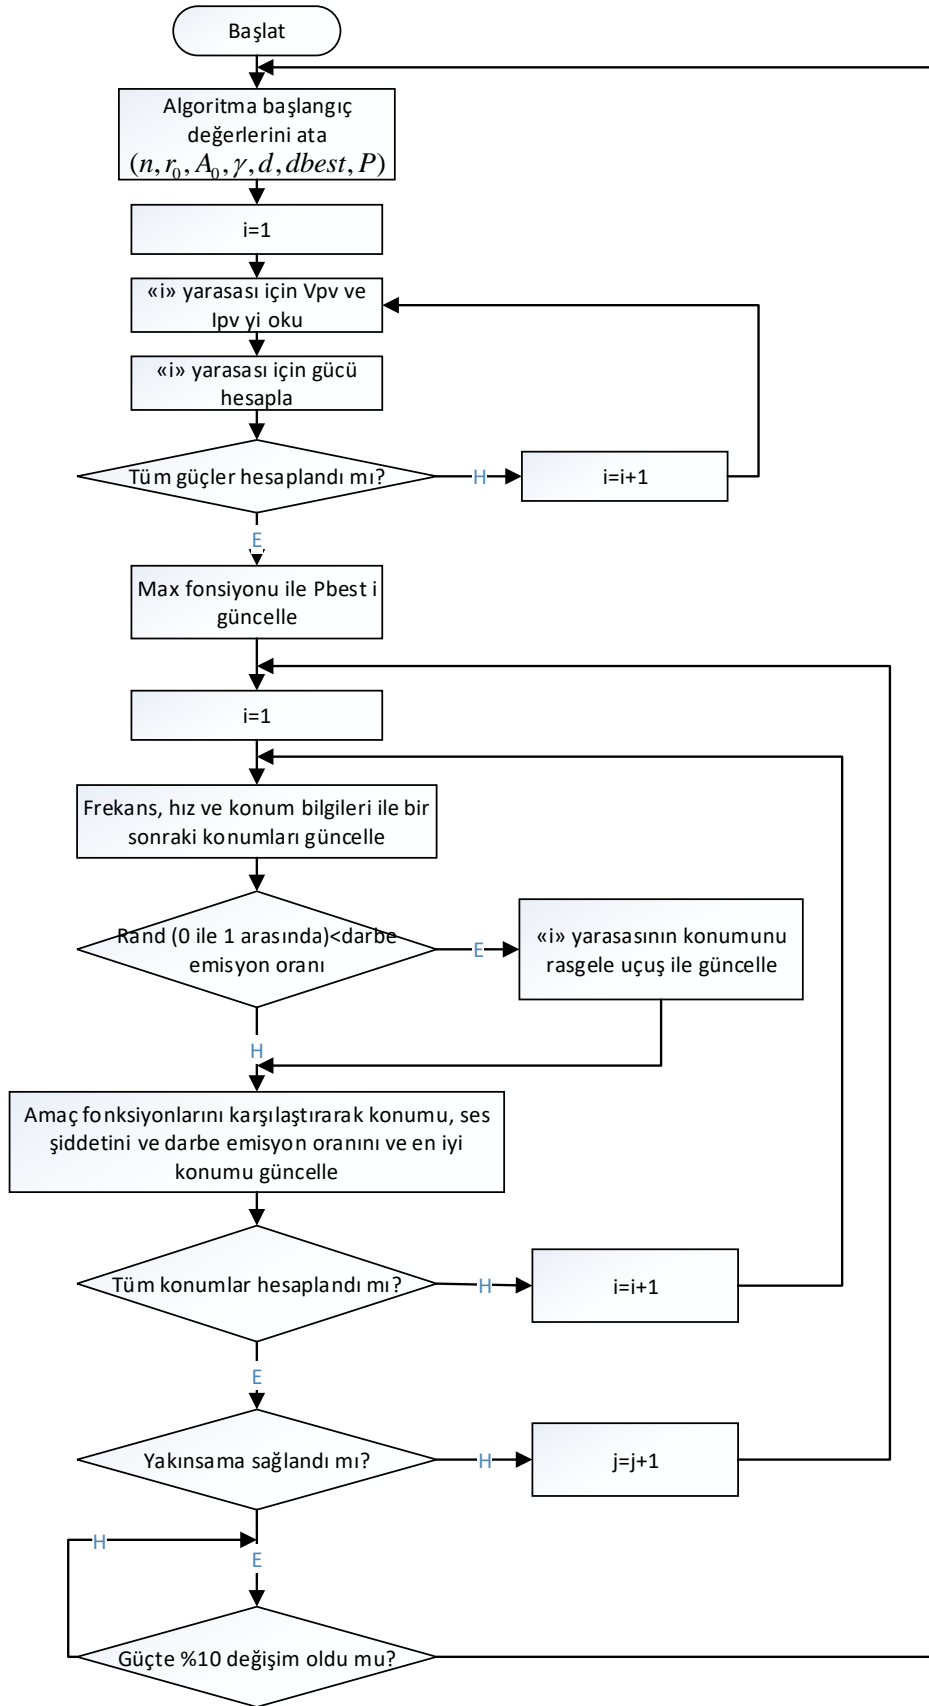 Başlat
Algoritma başlangıç
değerlerini ata
(n, r₀, A₀, γ, d, dbest, P)
i=1
«i» yarasası için Vpv ve
Ipv yi oku
«i» yarasası için gücü
hesapla
Tüm güçler hesaplandı mı?
H
i=i+1
E
Max fonsiyonu ile Pbest i
güncelle
i=1
Frekans, hız ve konum bilgileri ile bir
sonraki konumları güncelle
Rand (0 ile 1 arasında)<darbe
emisyon oranı
E
«i» yarasasının konumunu
rasgele uçuş ile güncelle
H
Amaç fonksiyonlarını karşılaştırarak konumu, ses
şiddetini ve darbe emisyon oranını ve en iyi
konumu güncelle
Tüm konumlar hesaplandı mı?
H
i=i+1
E
Yakınsama sağlandı mı?
H
j=j+1
H
E
Güçte %10 değişim oldu mu?